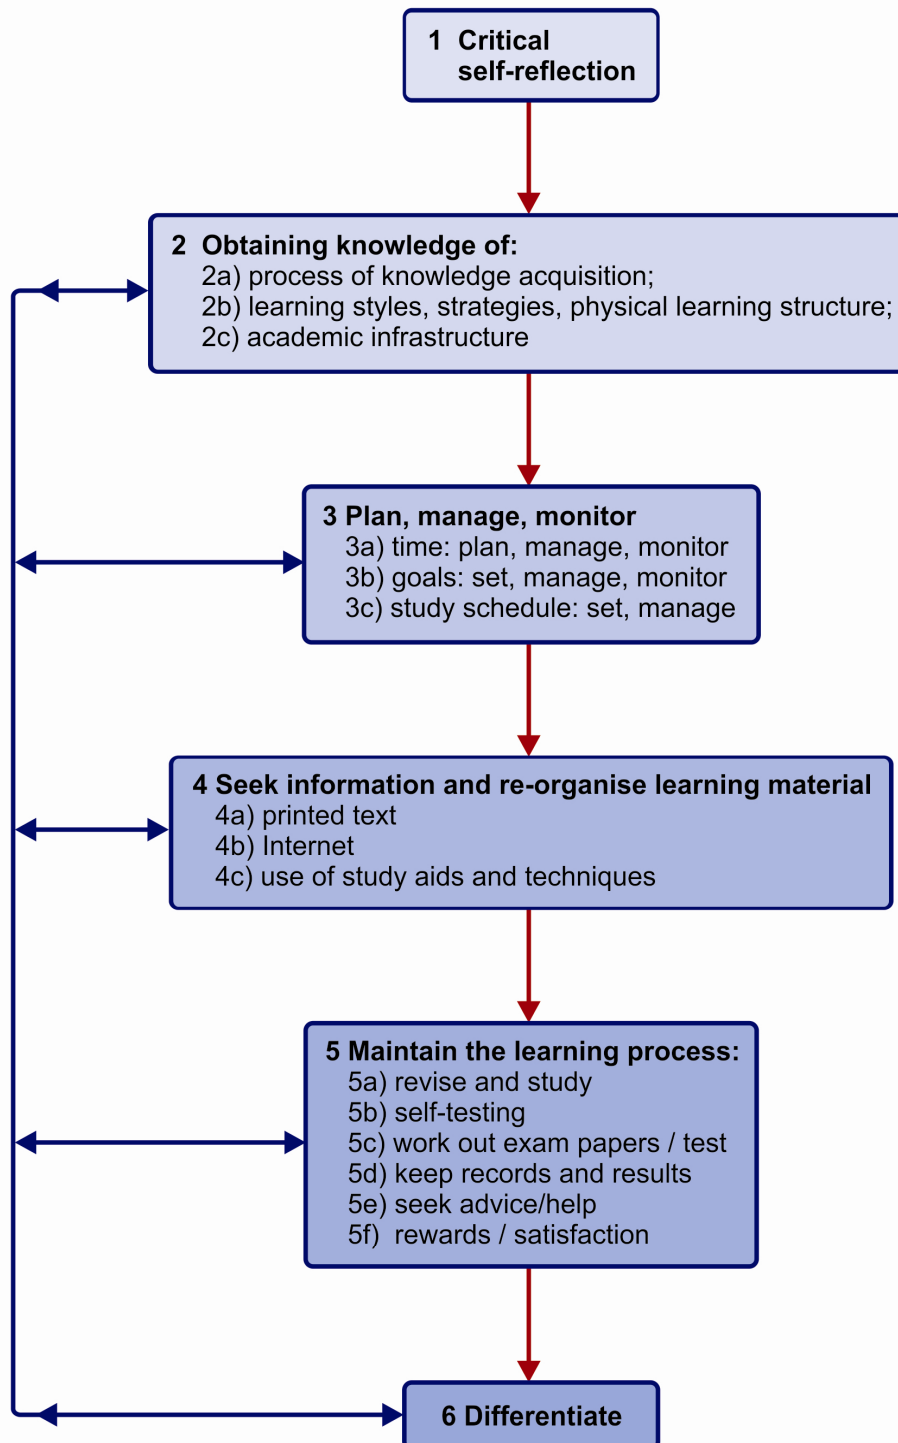 1 Critical
self-reflection
2 Obtaining knowledge of:
2a) process of knowledge acquisition;
2b) learning styles, strategies, physical learning structure;
2c) academic infrastructure
3 Plan, manage, monitor
3a) time: plan, manage, monitor
3b) goals: set, manage, monitor
3c) study schedule: set, manage
4 Seek information and re-organise learning material
4a) printed text
4b) Internet
4c) use of study aids and techniques
5 Maintain the learning process:
5a) revise and study
5b) self-testing
5c) work out exam papers / test
5d) keep records and results
5e) seek advice/help
5f) rewards / satisfaction
6 Differentiate